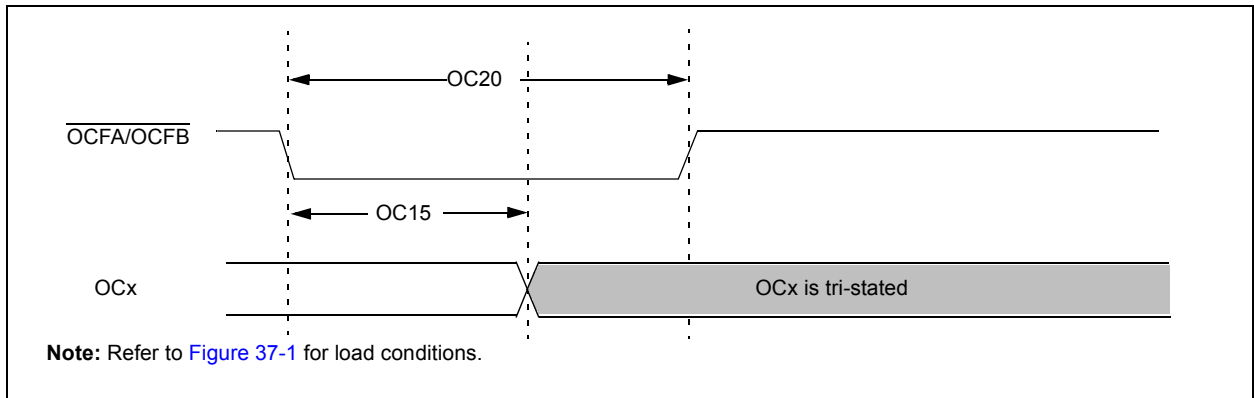 OC20
OCFA/OCFB
OC15
OCx
OCx is tri-stated
Note: Refer to Figure 37-1 for load conditions.